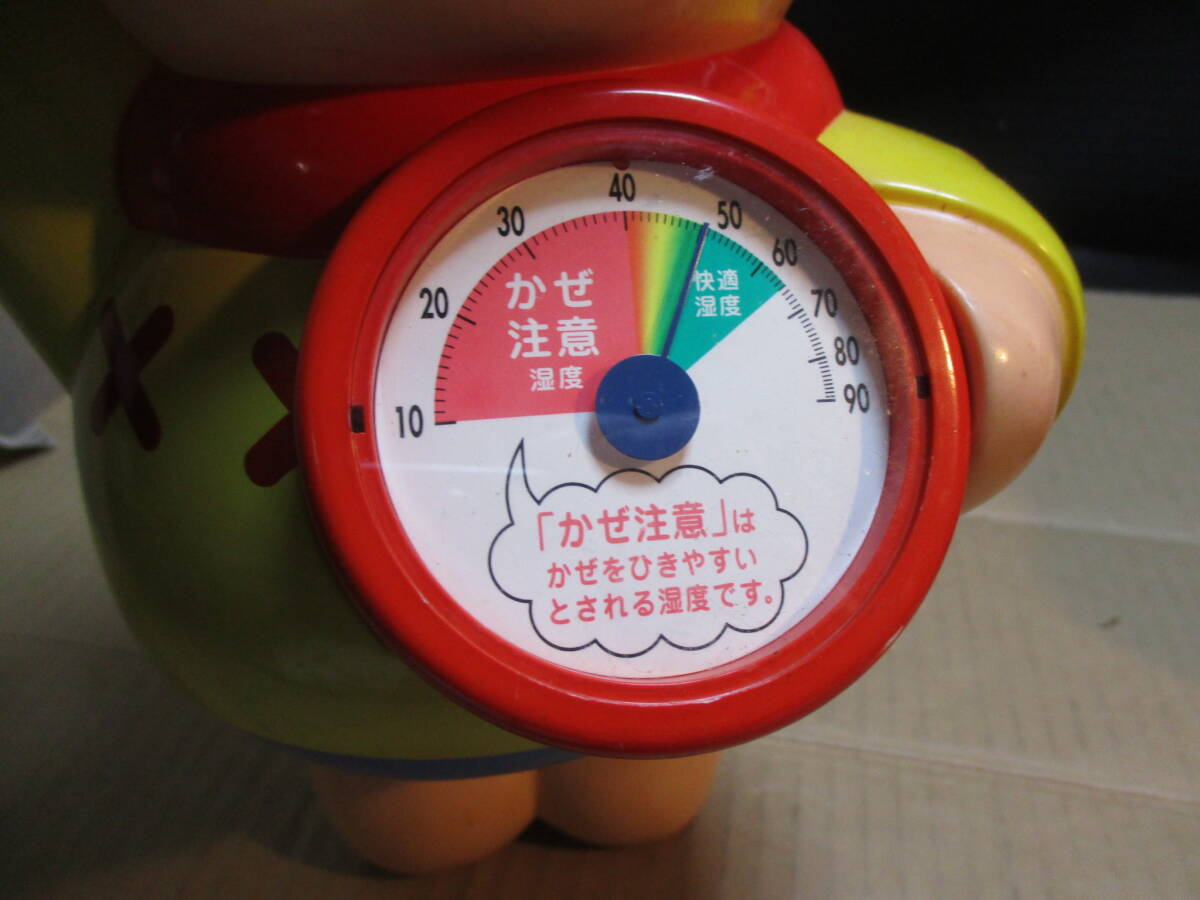 10
20
30
40
50
60
70
80
90
かぜ
注意
湿度
快適
湿度
「かぜ注意」は
かぜをひきやすい
とされる湿度です。